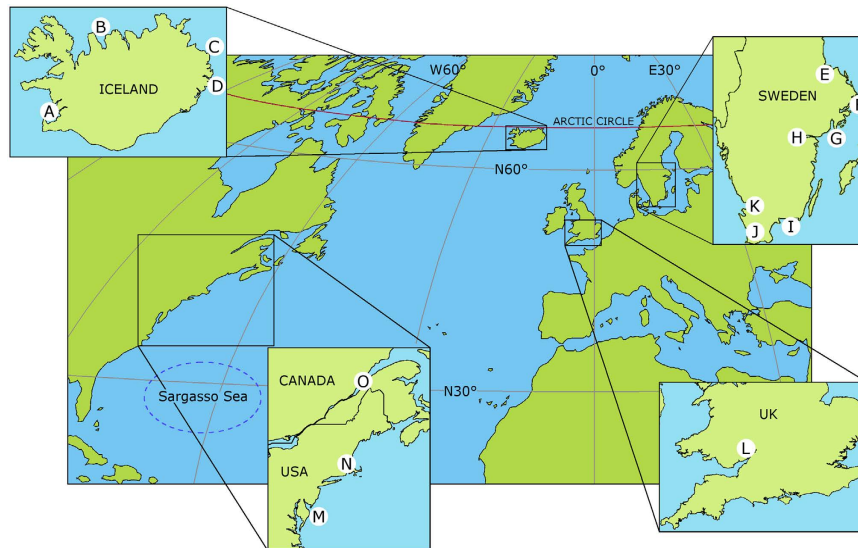 B
C
ICELAND
D
A
W60°
0°
E30°
ARCTIC CIRCLE
N60°
E
SWEDEN
F
H
G
K
I
J
Sargasso Sea
N30°
CANADA
O
USA
N
M
UK
L